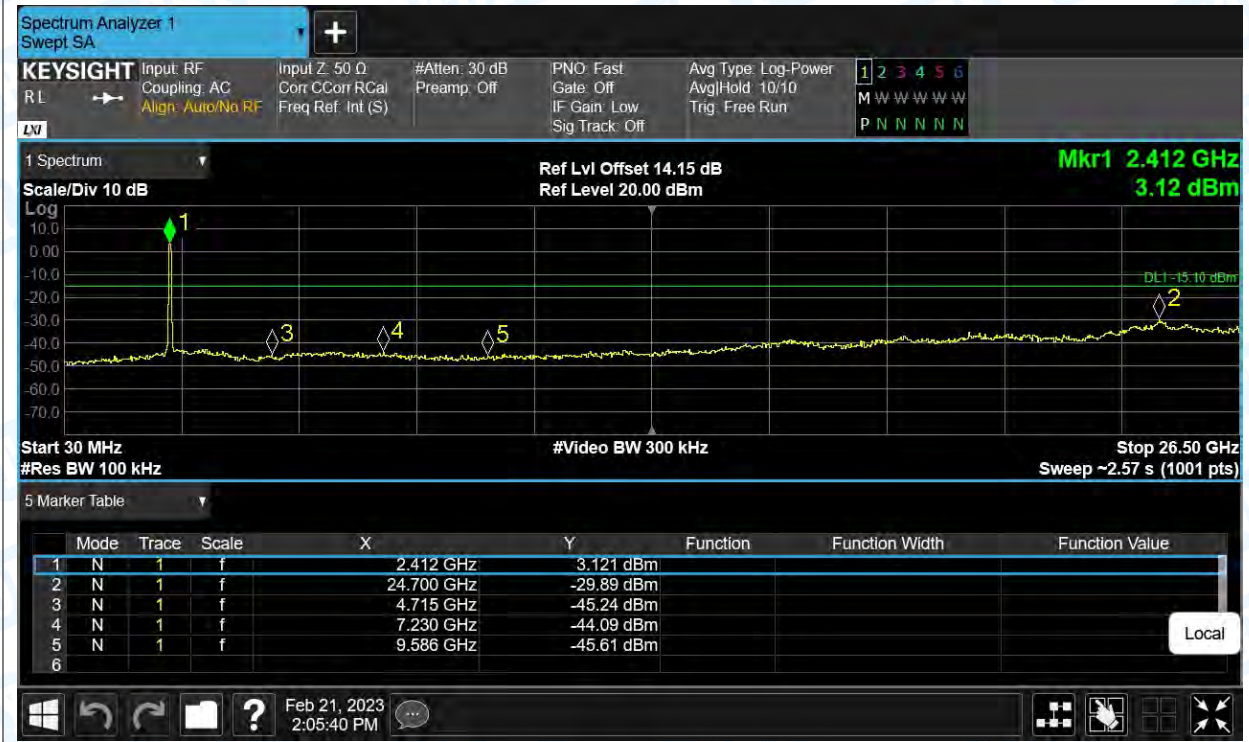 Spectrum Analyzer 1
Swept SA
+
KEYSIGHT Input: RF Input Z: 50 Ω #Atten: 30 dB PNO: Fast Avg Type: Log-Power 1 2 3 4 5 6
RL Coupling: AC Corr CCorr RCal Preamp: Off Gate: Off Avg|Hold: 10/10 M W W W W W W
Align: Auto/No RF Freq Ref: Int (S) IF Gain: Low Trig: Free Run
LXI Sig Track: Off P N N N N N N
1 Spectrum
Ref Lvl Offset 14.15 dB Mkr1 2.412 GHz
Scale/Div 10 dB Ref Level 20.00 dBm 3.12 dBm
Log
1
10.0
0.00
-10.0
DL1 -15.10 dBm
-20.0
2
-30.0
3 4 5
-40.0
-50.0
-60.0
-70.0
Start 30 MHz #Video BW 300 kHz Stop 26.50 GHz
#Res BW 100 kHz Sweep ~2.57 s (1001 pts)
5 Marker Table
Mode Trace Scale X Y Function Function Width Function Value
1 N 1 f 2.412 GHz 3.121 dBm
2 N 1 f 24.700 GHz -29.89 dBm
3 N 1 f 4.715 GHz -45.24 dBm
4 N 1 f 7.230 GHz -44.09 dBm
5 N 1 f 9.586 GHz -45.61 dBm
6
Local
? Feb 21, 2023
2:05:40 PM